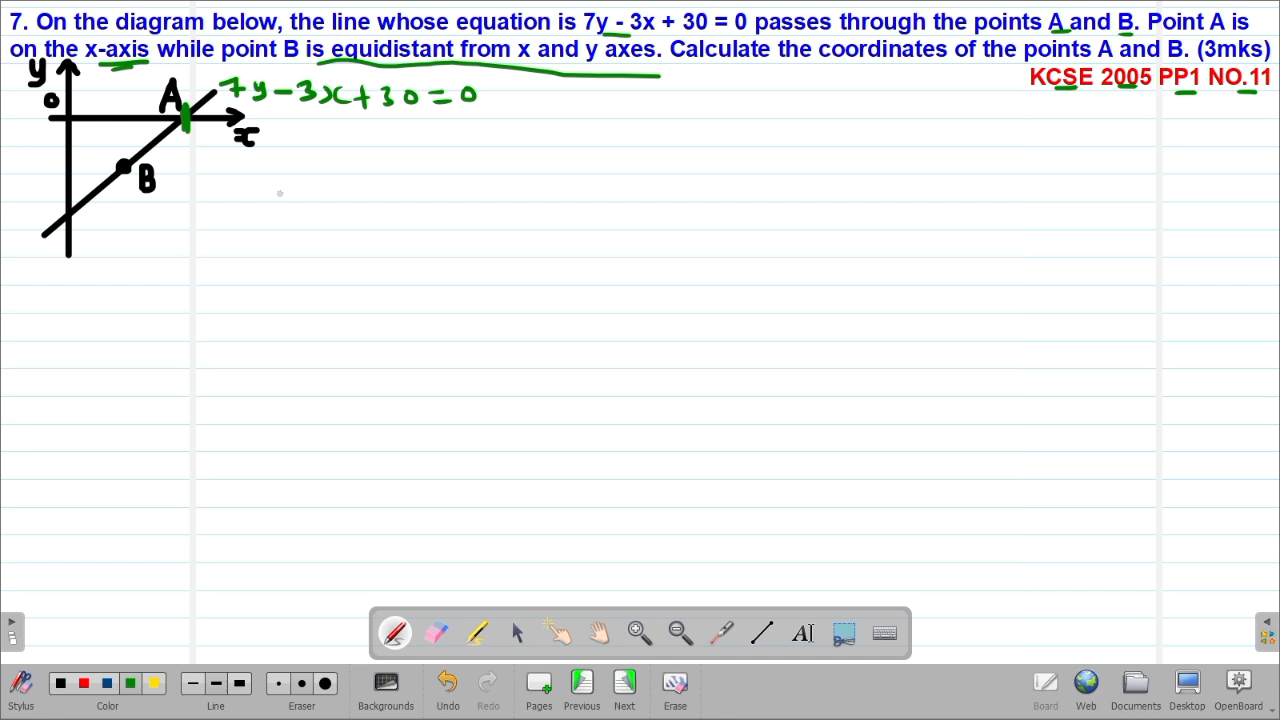 7. On the diagram below, the line whose equation is 7y - 3x + 30 = 0 passes through the points A and B. Point A is
on the x-axis while point B is equidistant from x and y axes. Calculate the coordinates of the points A and B. (3mks)
KCSE 2005 PP1 NO.11
y
0
A
7y-3x+30=0
x
B
Stylus
Color
Line
Eraser
Backgrounds
Undo
Redo
Pages
Previous
Next
Erase
Board
Web
Documents
Desktop
OpenBoard